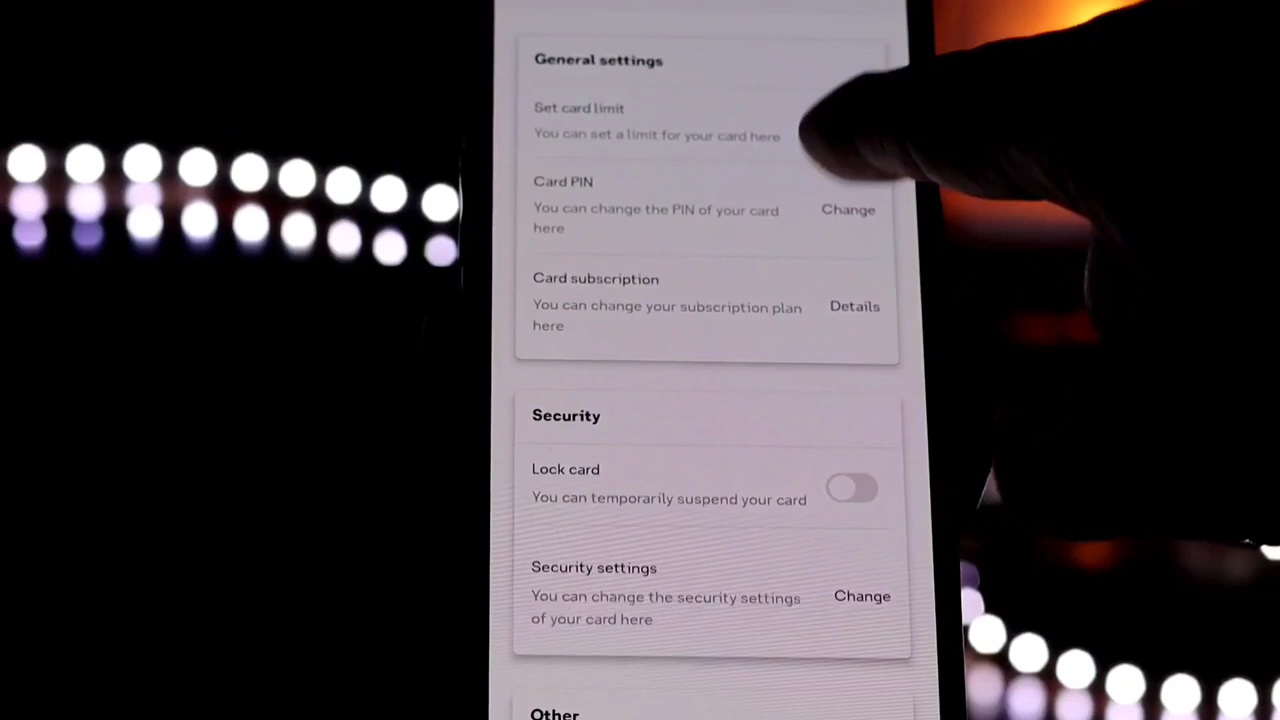 General settings
Set card limit
You can set a limit for your card here
Card PIN
You can change the PIN of your card
here
Change
Card subscription
You can change your subscription plan
here
Details
Security
Lock card
You can temporarily suspend your card
Security settings
You can change the security settings
of your card here
Change
Other